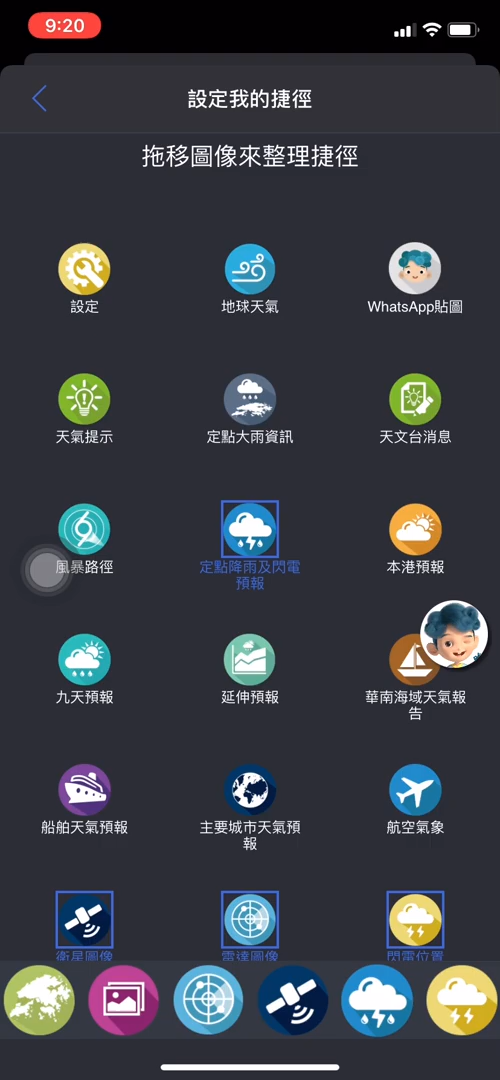 9:20
設定我的捷徑
拖移圖像來整理捷徑
設定
地球天氣
WhatsApp貼圖
天氣提示
定點大雨資訊
天文台消息
風暴路徑
定點降雨及閃電
預報
本港預報
九天預報
延伸預報
華南海域天氣報
告
船舶天氣預報
主要城市天氣預
報
航空氣象
衛星圖像
雷達圖像
閃電位置